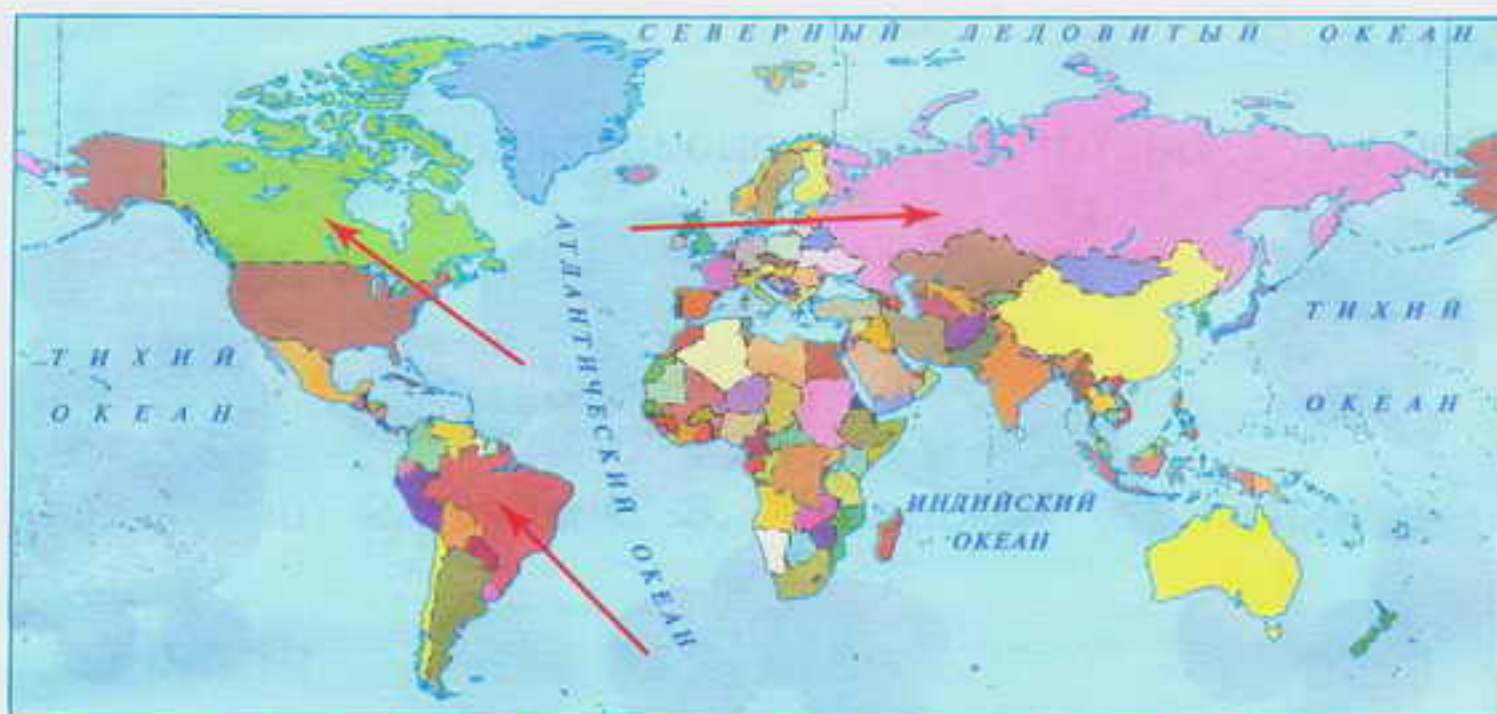 СЕВЕРНЫЙ ЛЕДОВИТЫЙ ОКЕАН
ТИХИЙ
ОКЕАН
АТЛАНТИЧЕСКИЙ ОКЕАН
ТИХИЙ
ОКЕАН
ИНДИЙСКИЙ
ОКЕАН